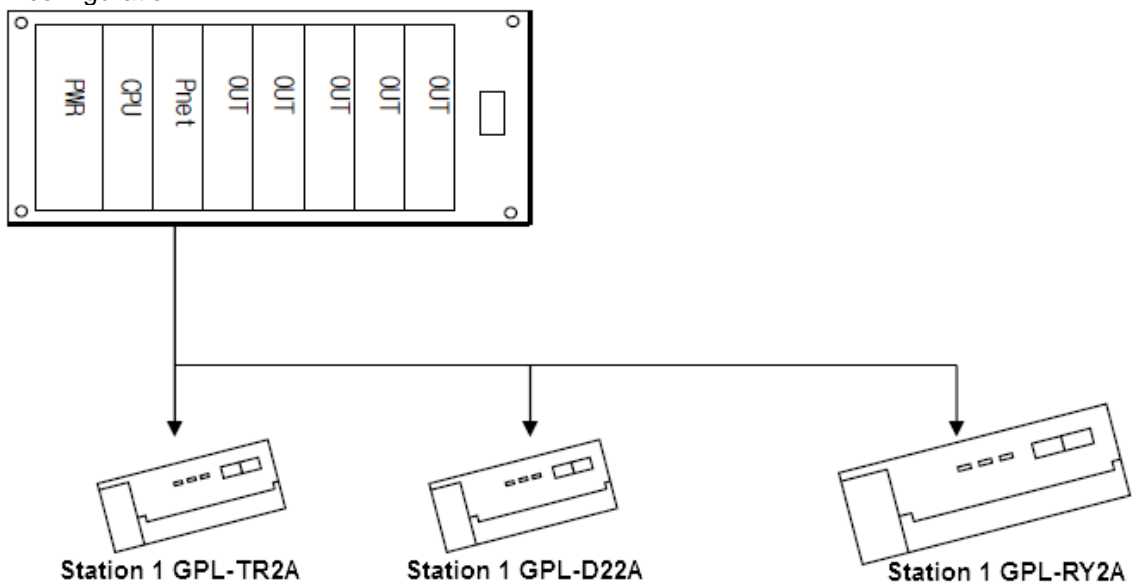 PWR
CPU
Pnet
OUT
OUT
OUT
OUT
OUT
Station 1 GPL-TR2A
Station 1 GPL-D22A
Station 1 GPL-RY2A